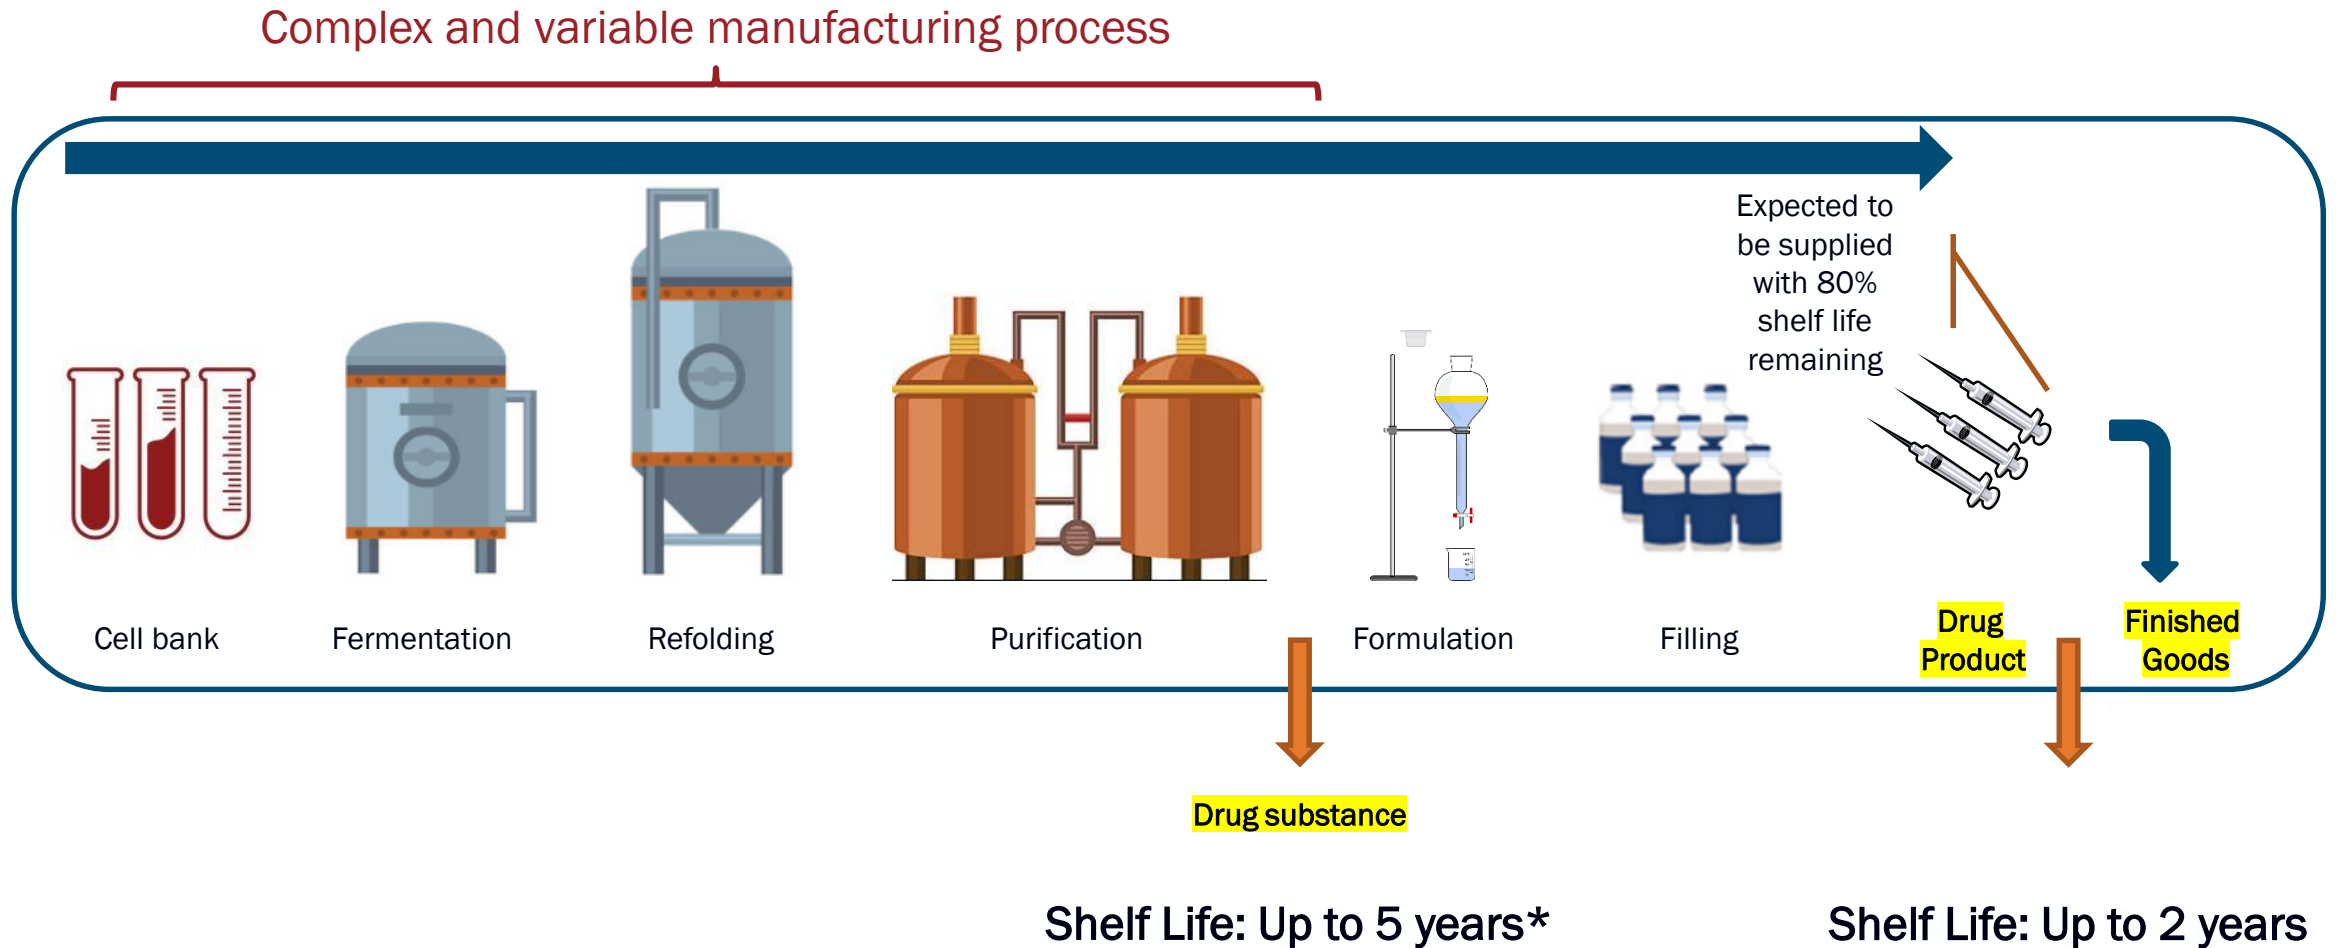 Complex and variable manufacturing process
Expected to
be supplied
with 80%
shelf life
remaining
Cell bank
Fermentation
Refolding
Purification
Formulation
Filling
Drug
Product
Finished
Goods
Drug substance
Shelf Life: Up to 5 years*
Shelf Life: Up to 2 years